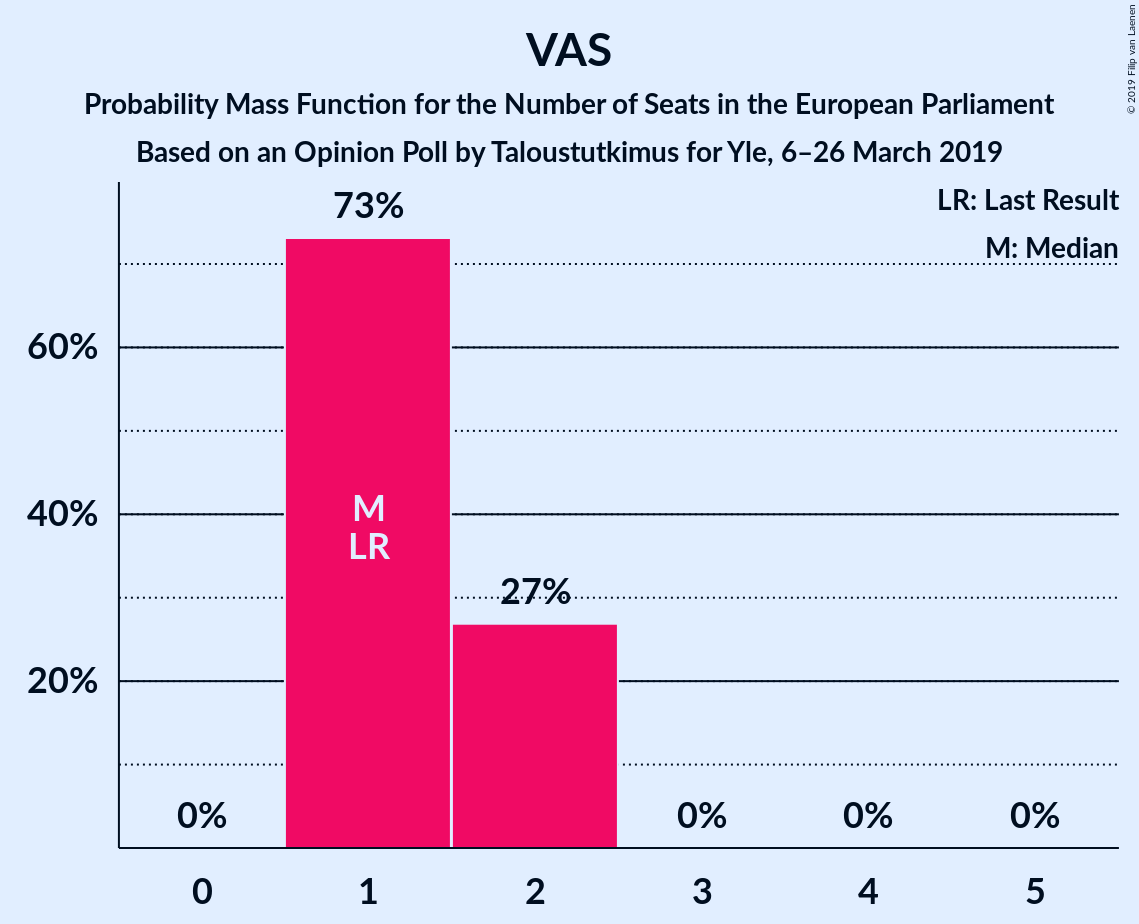 VAS
Probability Mass Function for the Number of Seats in the European Parliament
Based on an Opinion Poll by Taloustutkimus for Yle, 6–26 March 2019
© 2019 Filip van Laenen
LR: Last Result
M: Median
73%
60%
40%
20%
M
LR
27%
0%
0%
0%
0%
0
1
2
3
4
5